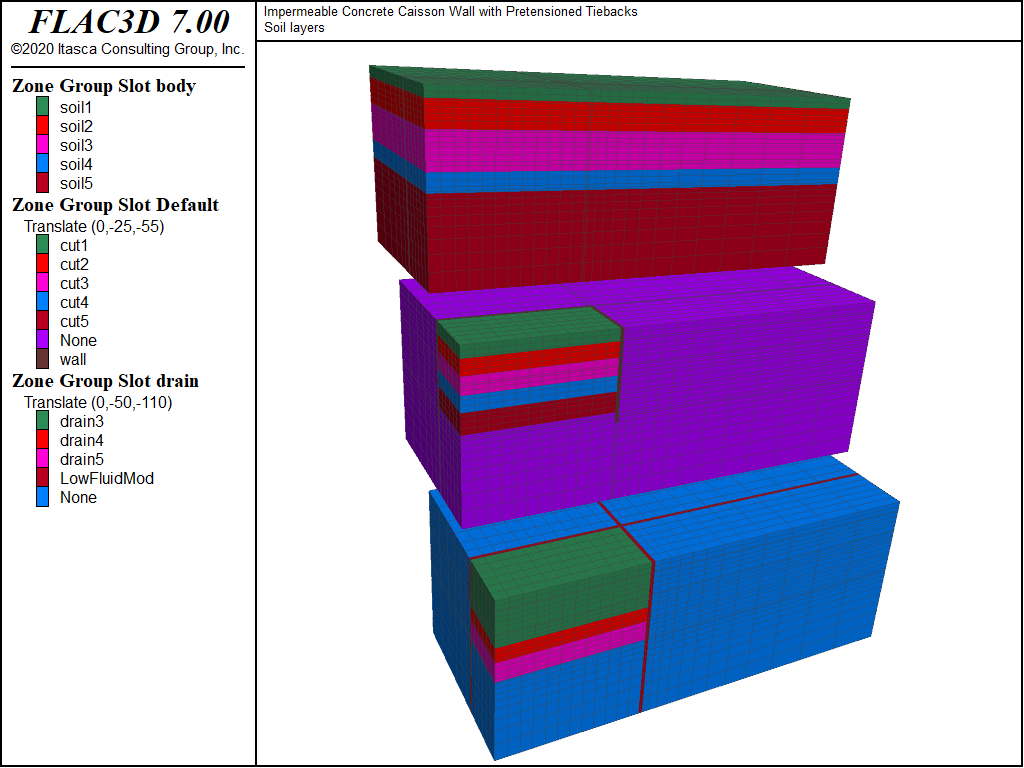 FLAC3D 7.00
©2020 Itasca Consulting Group, Inc.
Zone Group Slot body
soil1
soil2
soil3
soil4
soil5
Zone Group Slot Default
Translate (0,-25,-55)
cut1
cut2
cut3
cut4
cut5
None
wall
Zone Group Slot drain
Translate (0,-50,-110)
drain3
drain4
drain5
LowFluidMod
None
Impermeable Concrete Caisson Wall with Pretensioned Tiebacks
Soil layers